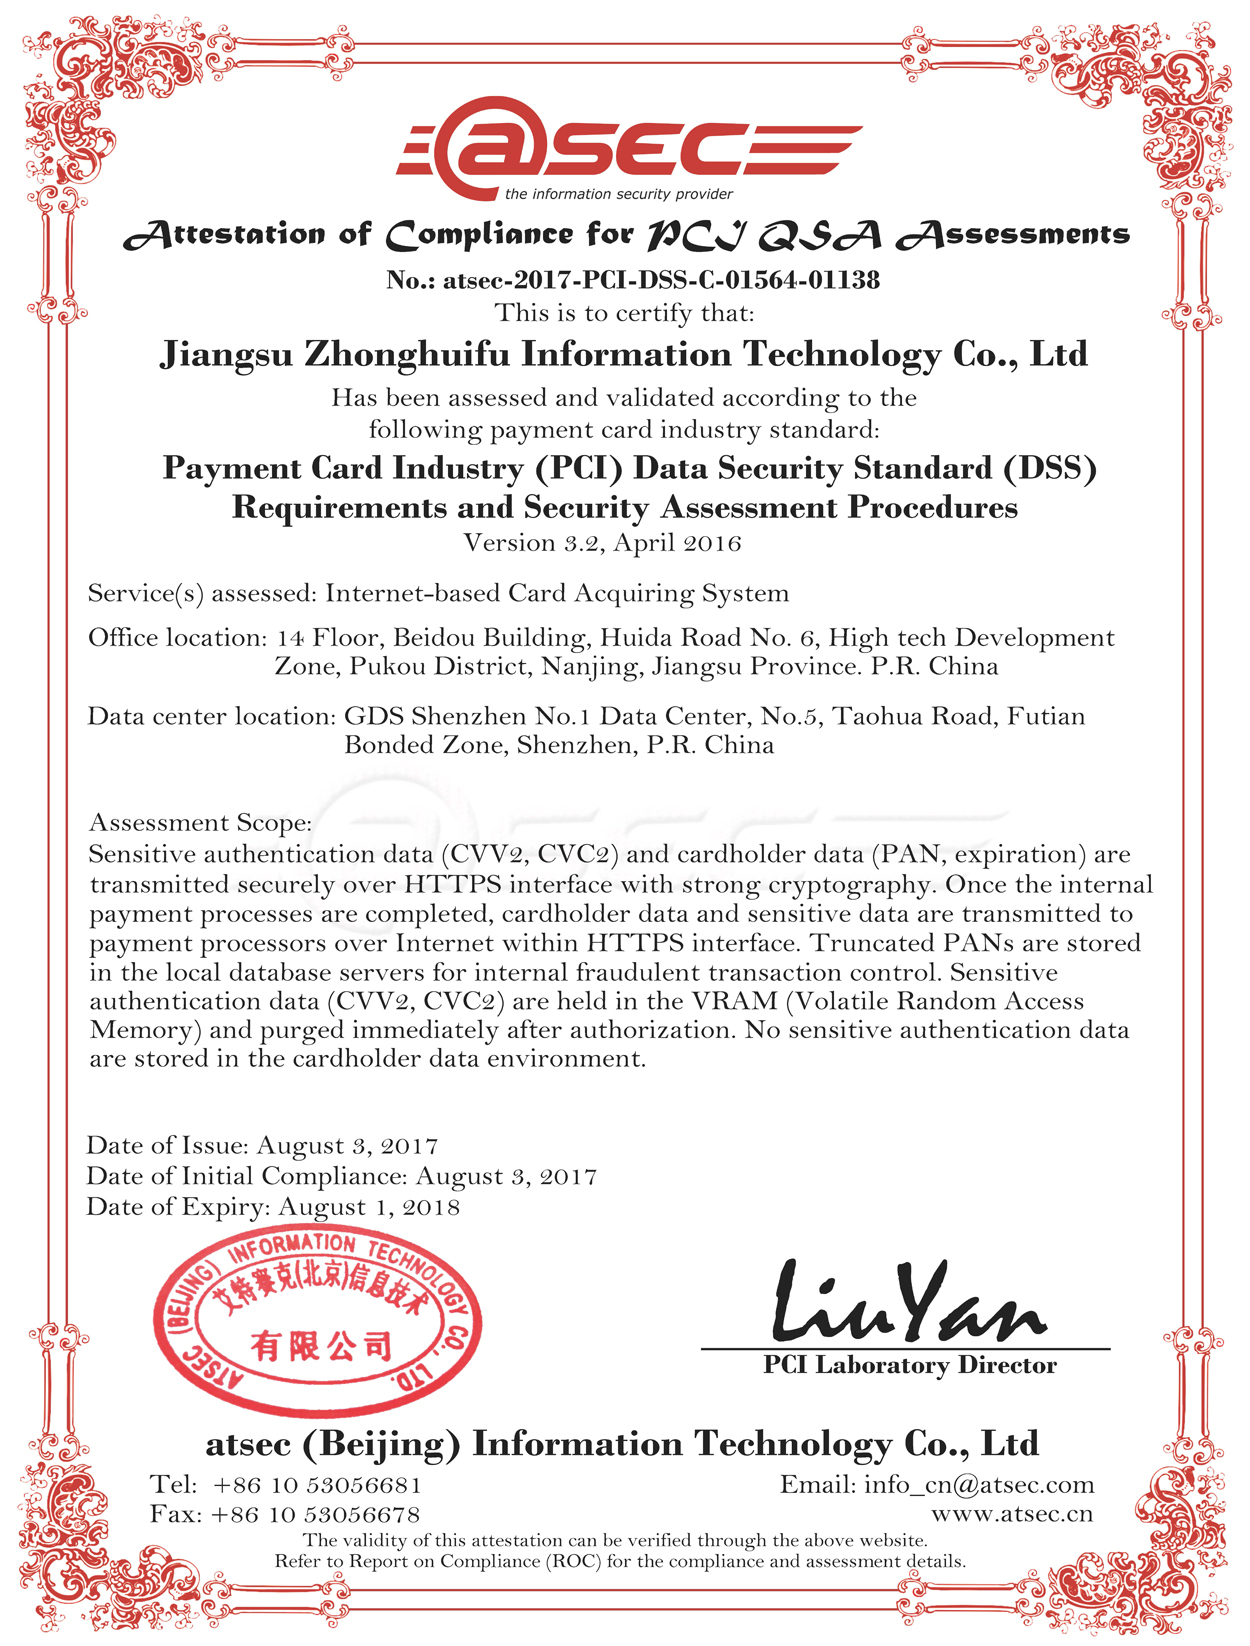 @sec
the information security provider
Attestation of Compliance for PCI QSA Assessments
No.: atsec-2017-PCI-DSS-C-01564-01138
This is to certify that:
Jiangsu Zhonghuifu Information Technology Co., Ltd
Has been assessed and validated according to the
following payment card industry standard:
Payment Card Industry (PCI) Data Security Standard (DSS)
Requirements and Security Assessment Procedures
Version 3.2, April 2016
Service(s) assessed: Internet-based Card Acquiring System
Office location: 14 Floor, Beidou Building, Huida Road No. 6, High tech Development
Zone, Pukou District, Nanjing, Jiangsu Province. P.R. China
Data center location: GDS Shenzhen No.1 Data Center, No.5, Taohua Road, Futian
Bonded Zone, Shenzhen, P.R. China
@sec
Assessment Scope:
Sensitive authentication data (CVV2, CVC2) and cardholder data (PAN, expiration) are
transmitted securely over HTTPS interface with strong cryptography. Once the internal
payment processes are completed, cardholder data and sensitive data are transmitted to
payment processors over Internet within HTTPS interface. Truncated PANs are stored
in the local database servers for internal fraudulent transaction control. Sensitive
authentication data (CVV2, CVC2) are held in the VRAM (Volatile Random Access
Memory) and purged immediately after authorization. No sensitive authentication data
are stored in the cardholder data environment.
Date of Issue: August 3, 2017
Date of Initial Compliance: August 3, 2017
Date of Expiry: August 1, 2018
ATSEC (BEIJING) INFORMATION TECHNOLOGY CO., LTD.
艾特赛克(北京)信息技术
有限公司
LiuYan
PCI Laboratory Director
atsec (Beijing) Information Technology Co., Ltd
Tel: +86 10 53056681
Email: info_cn@atsec.com
Fax: +86 10 53056678
www.atsec.cn
The validity of this attestation can be verified through the above website.
Refer to Report on Compliance (ROC) for the compliance and assessment details.